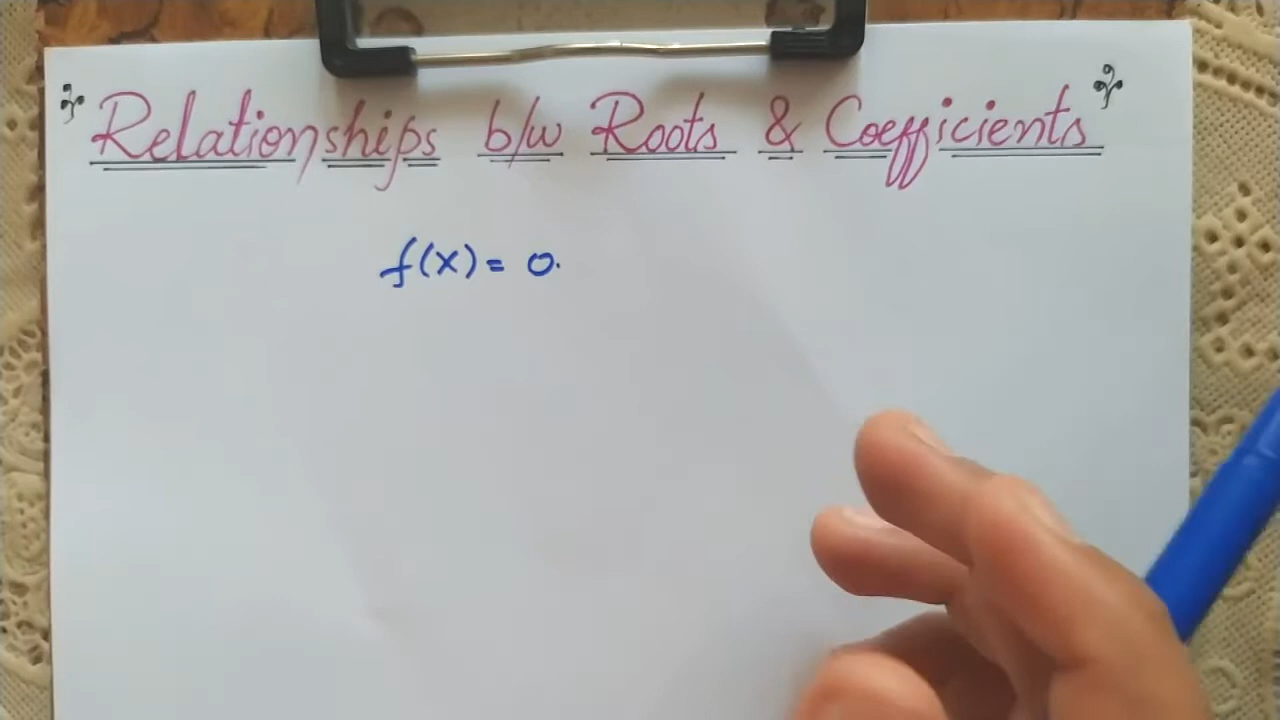 Relationships b/w Roots & Coefficients
f(x) = 0.